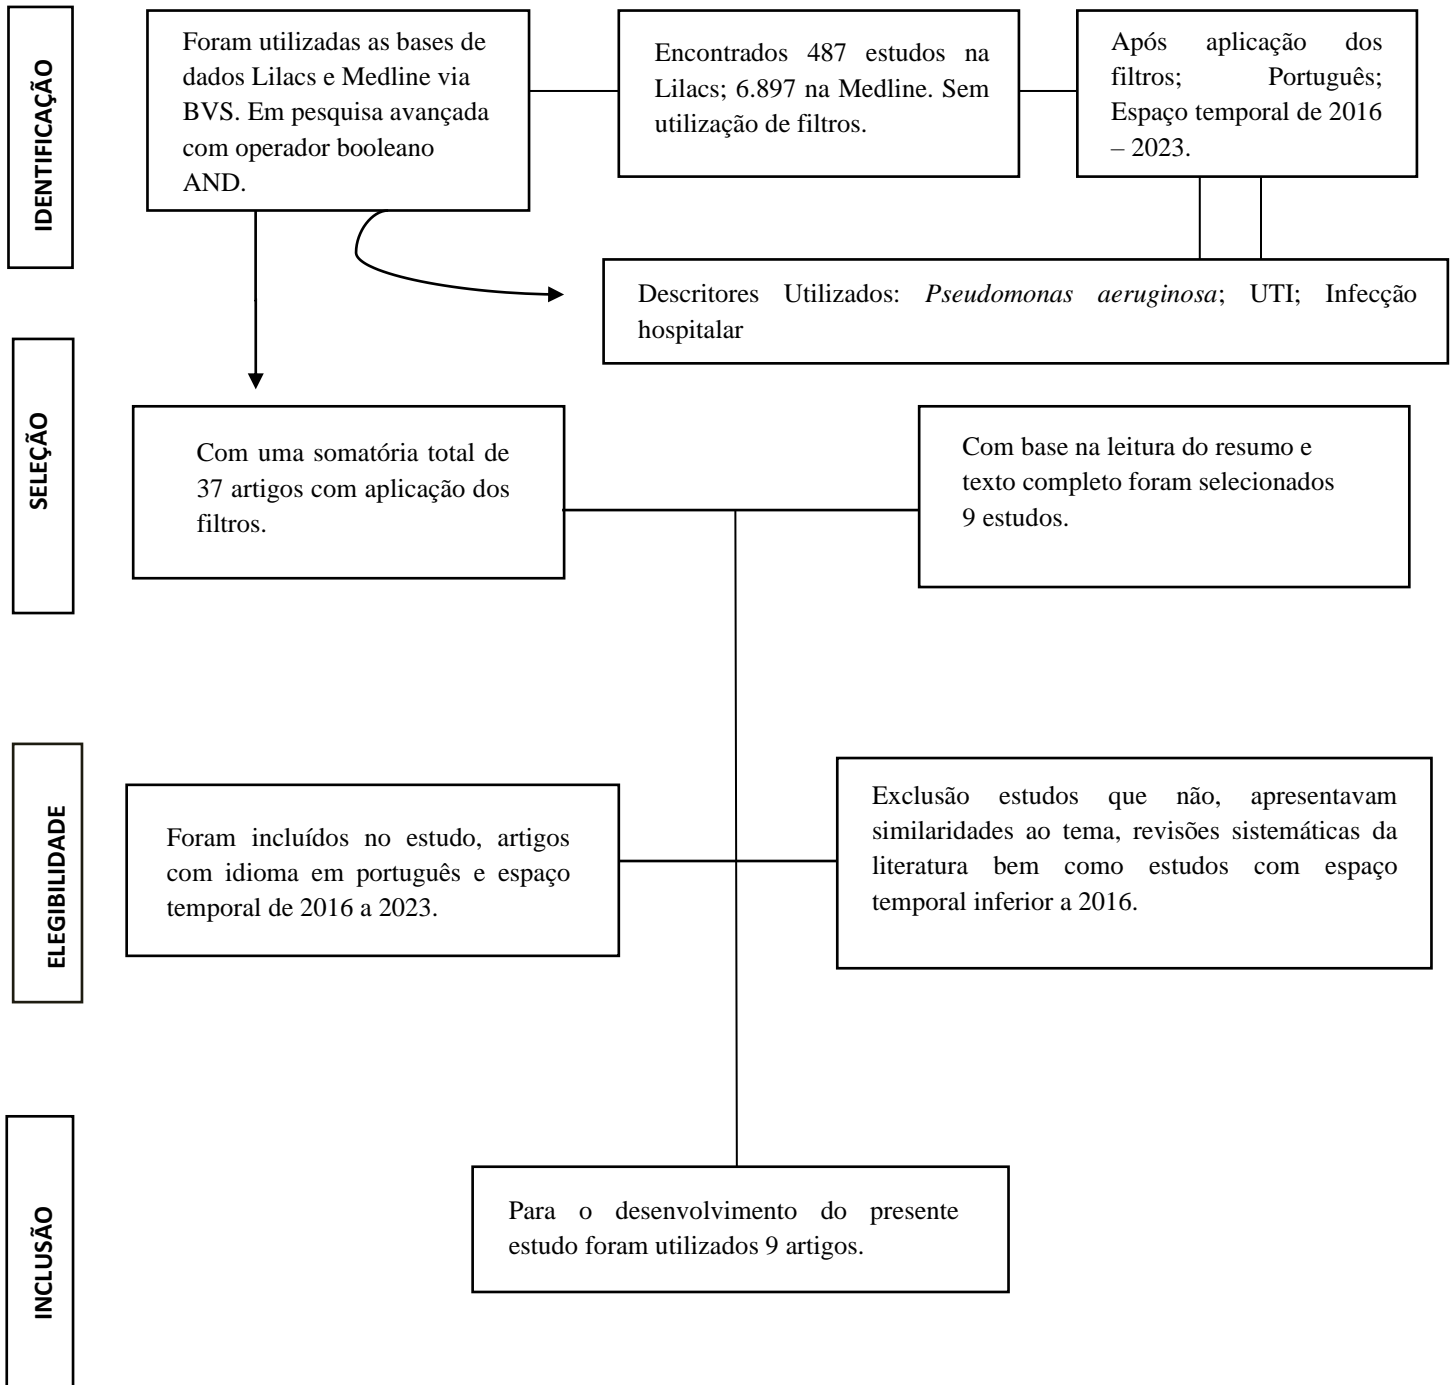 IDENTIFICAÇÃO
Foram utilizadas as bases de
dados Lilacs e Medline via
BVS. Em pesquisa avançada
com operador booleano
AND.
Encontrados 487 estudos na
Lilacs; 6.897 na Medline. Sem
utilização de filtros.
Após aplicação dos
filtros; Português;
Espaço temporal de 2016
– 2023.
Descritores Utilizados: Pseudomonas aeruginosa; UTI; Infecção
hospitalar
SELEÇÃO
Com uma somatória total de
37 artigos com aplicação dos
filtros.
Com base na leitura do resumo e
texto completo foram selecionados
9 estudos.
ELEGIBILIDADE
Foram incluídos no estudo, artigos
com idioma em português e espaço
temporal de 2016 a 2023.
Exclusão estudos que não, apresentavam
similaridades ao tema, revisões sistemáticas da
literatura bem como estudos com espaço
temporal inferior a 2016.
INCLUSÃO
Para o desenvolvimento do presente
estudo foram utilizados 9 artigos.